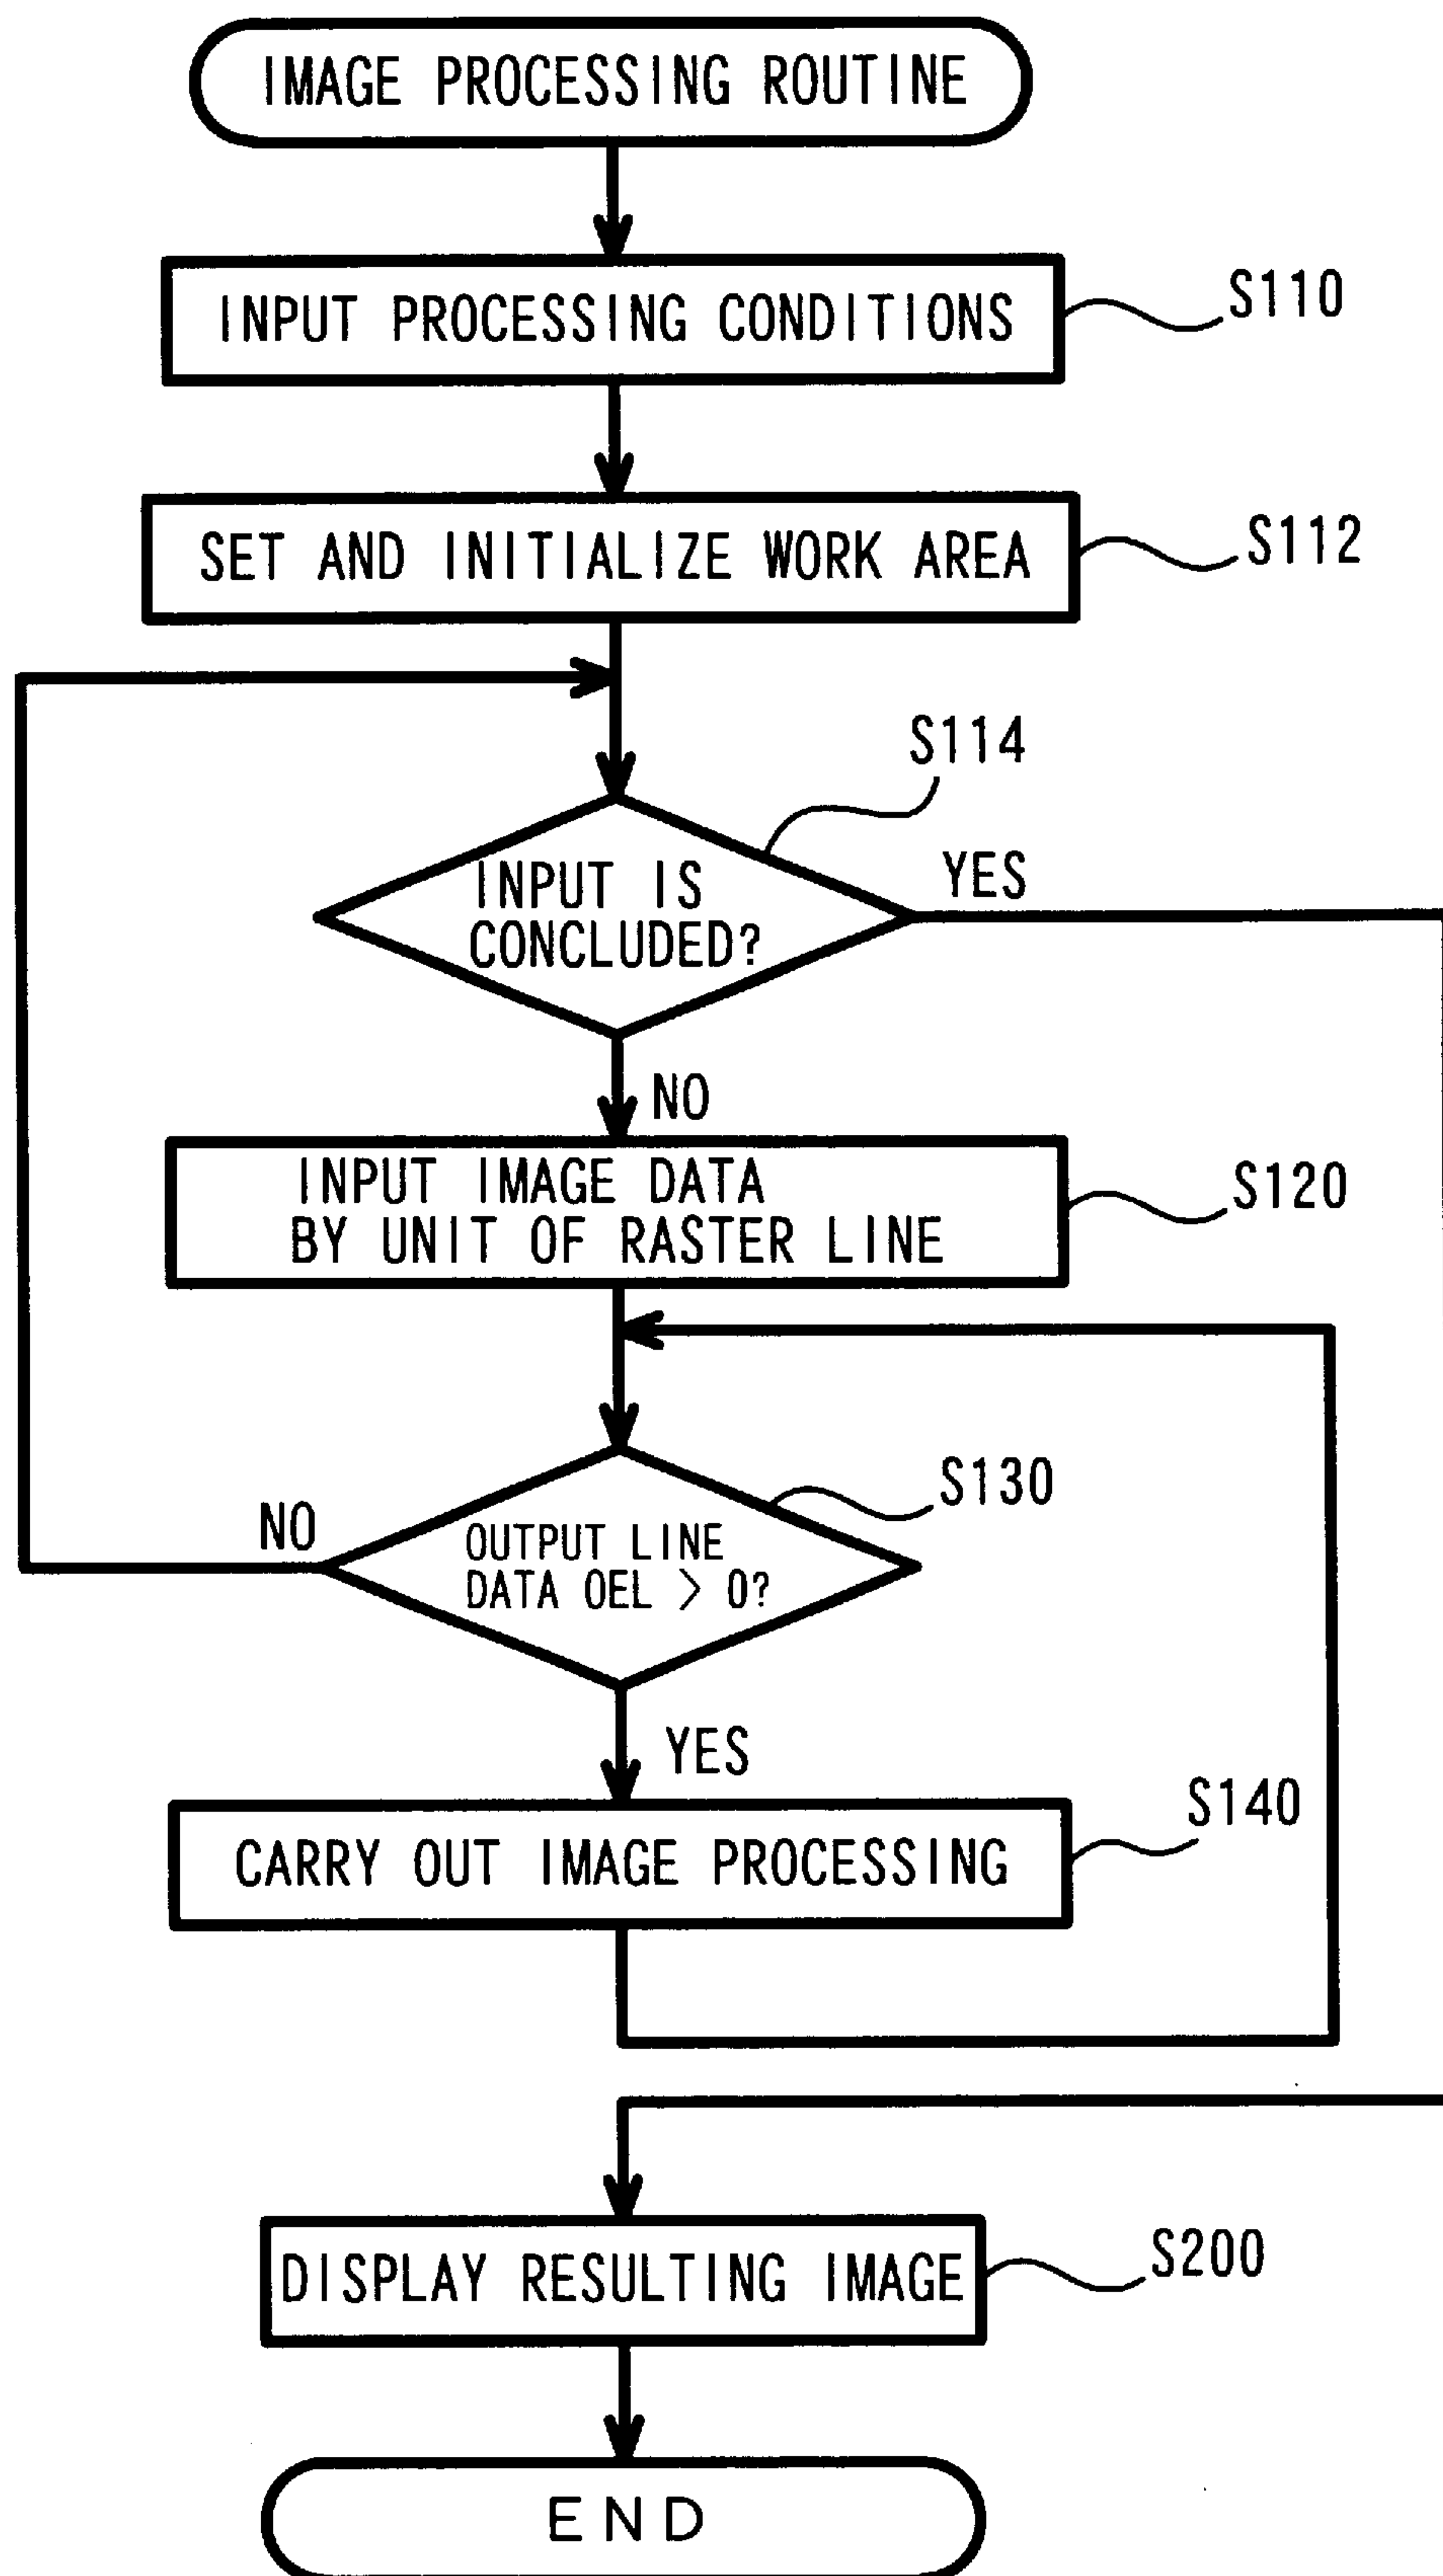 IMAGE PROCESSING ROUTINE
INPUT PROCESSING CONDITIONS
S110
SET AND INITIALIZE WORK AREA
S112
S114
INPUT IS
CONCLUDED?
YES
NO
INPUT IMAGE DATA
BY UNIT OF RASTER LINE
S120
S130
NO
OUTPUT LINE
DATA OEL > 0?
YES
S140
CARRY OUT IMAGE PROCESSING
DISPLAY RESULTING IMAGE
S200
END